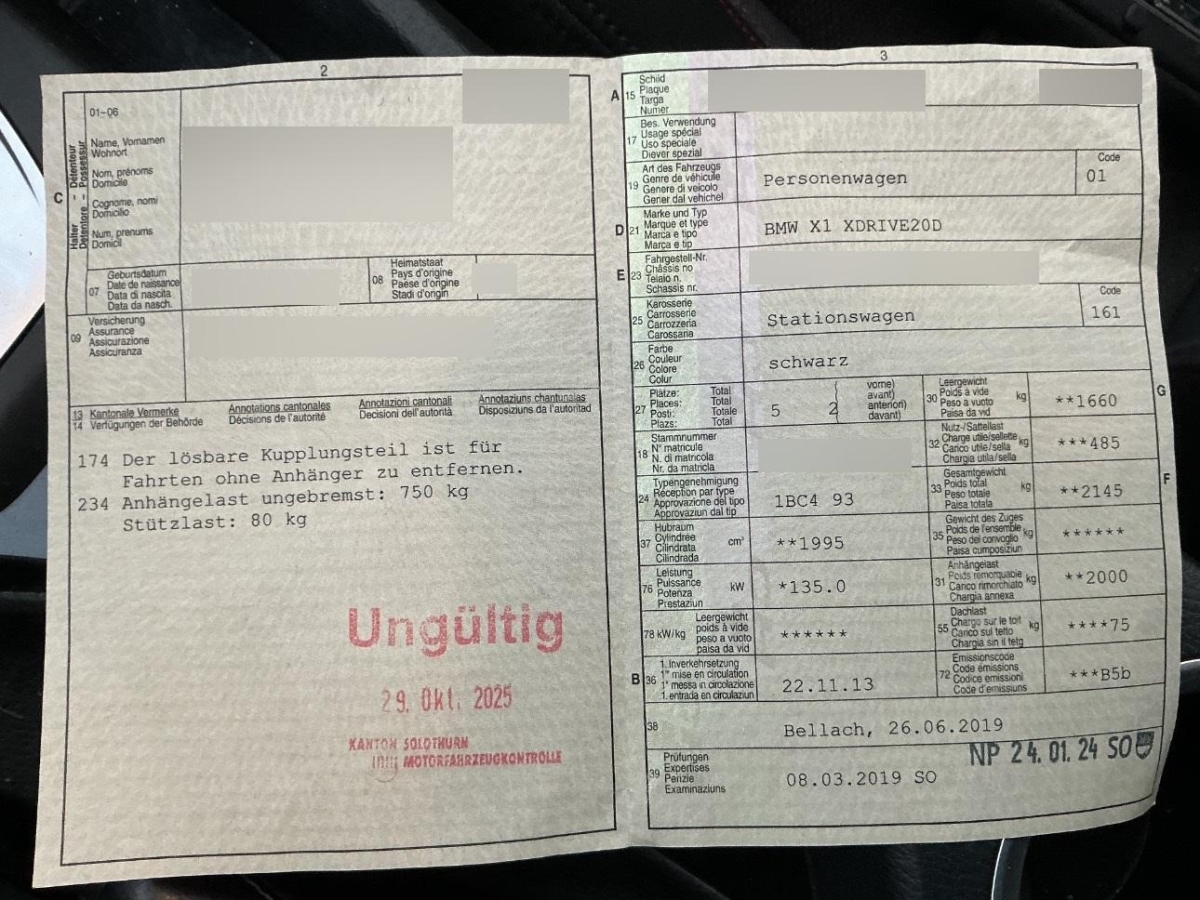 2
C
Halter - Détenteur
Detentore - Possessur
01–06
Name, Vornamen
Wohnort
Nom, prénoms
Domicile
Cognome, nomi
Domicilio
Num, prenums
Domicil
07
Geburtsdatum
Date de naissance
Data di nascita
Data da nasch.
08
Heimatstaat
Pays d'origine
Paese d'origine
Stadi d'origin
09
Versicherung
Assurance
Assicurazione
Assicuranza
13 Kantonale Vermerke Annotations cantonales Annotazioni cantonali Annotaziuns chantunalas
14 Verfügungen der Behörde Décisions de l'autorité Decisioni dell'autorità Disposiziuns da l'autoritad
174 Der lösbare Kupplungsteil ist für
Fahrten ohne Anhänger zu entfernen.
234 Anhängelast ungebremst: 750 kg
Stützlast: 80 kg
Ungültig
29. Okt. 2025
KANTON SOLOTHURN
MOTORFAHRZEUGKONTROLLE
3
A 15
Schild
Plaque
Targa
Numer
17
Bes. Verwendung
Usage spécial
Uso speciale
Diever spezial
19
Art des Fahrzeugs
Genre de véhicule
Genere di veicolo
Gener dal vehichel
Personenwagen
Code
01
D 21
Marke und Typ
Marque et type
Marca e tipo
Marca e tip
BMW X1 XDRIVE20D
E 23
Fahrgestell-Nr.
Châssis no
Telaio n.
Schassis nr.
25
Karosserie
Carrosserie
Carrozzeria
Carossaria
Stationswagen
Code
161
26
Farbe
Couleur
Colore
Colur
schwarz
27
Plätze: Total
Places: Total
Posti: Totale
Plazs: Total
5 2
vorne)
avant)
anteriori)
davant)
G
30
Leergewicht
Poids à vide
Peso a vuoto
Paisa da vid
kg
**1660
18
Stammnummer
N° matricule
N. di matricola
Nr. da matricla
32
Nutz-/Sattellast
Charge utile/sellette
Carico utile/sella
Chargia utila/sella
kg
***485
24
Typengenehmigung
Réception par type
Approvazione del tipo
Approvaziun dal tip
1BC4 93
F
33
Gesamtgewicht
Poids total
Peso totale
Paisa totala
kg
**2145
37
Hubraum
Cylindrée
Cilindrata
Cilindrada
cm³
**1995
35
Gewicht des Zuges
Poids de l'ensemble
Peso del convoglio
Paisa cumposiziun
kg
******
76
Leistung
Puissance
Potenza
Prestaziun
kW
*135.0
31
Anhängelast
Poids remorquable
Carico rimorchiato
Chargia annexa
kg
**2000
78 kW/kg
Leergewicht
poids à vide
peso a vuoto
paisa da vid
******
55
Dachlast
Charge sur le toit
Carico sul tetto
Chargia sin il tetg
kg
****75
B 36
1. Inverkehrsetzung
1re mise en circulation
1a messa in circolazione
1. entrada en circulaziun
22.11.13
72
Emissionscode
Code émissions
Codice emissioni
Code d'emissiuns
***B5b
38
Bellach, 26.06.2019
39
Prüfungen
Expertises
Perizie
Examinaziuns
08.03.2019 SO
NP 24.01.24 SO